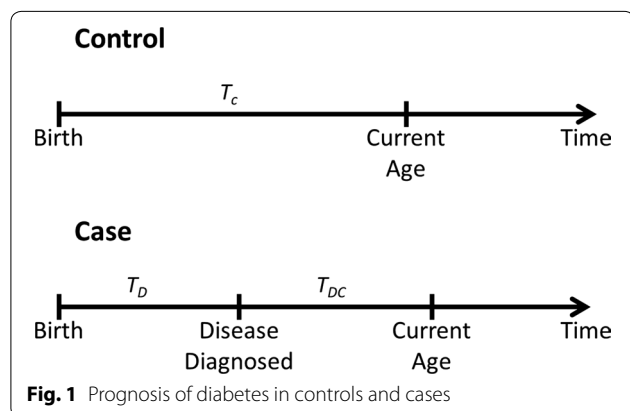 Control
T_c
Birth Current Time
Age
Case
T_D T_DC
Birth Disease Current Time
Diagnosed Age
Fig. 1 Prognosis of diabetes in controls and cases